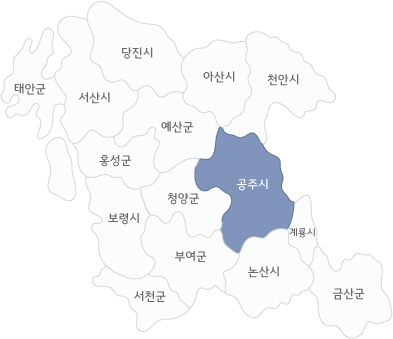 당진시
아산시
천안시
태안군
서산시
예산군
홍성군
공주시
청양군
보령시
계룡시
부여군
논산시
서천군
금산군